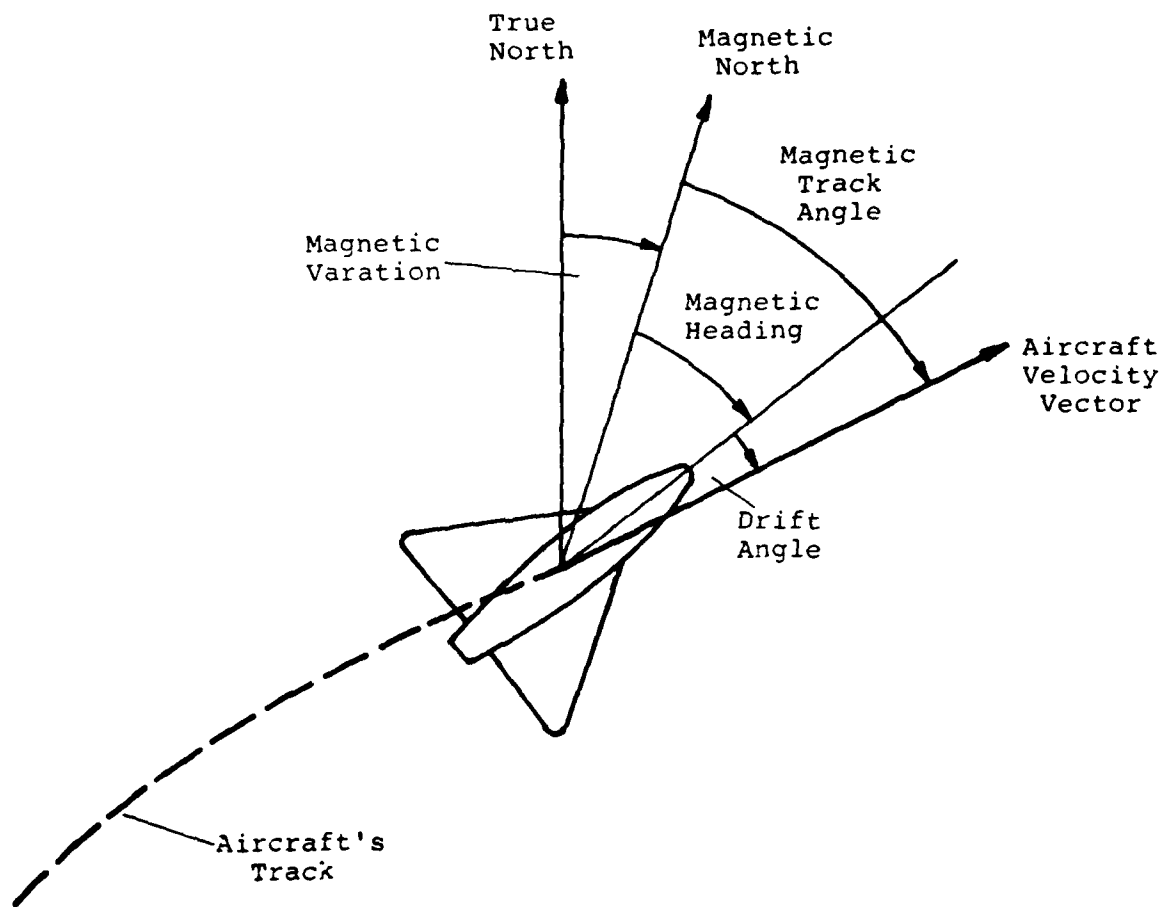 True
North
Magnetic
North
Magnetic
Track
Angle
Magnetic
Varation
Magnetic
Heading
Aircraft
Velocity
Vector
Drift
Angle
Aircraft's
Track